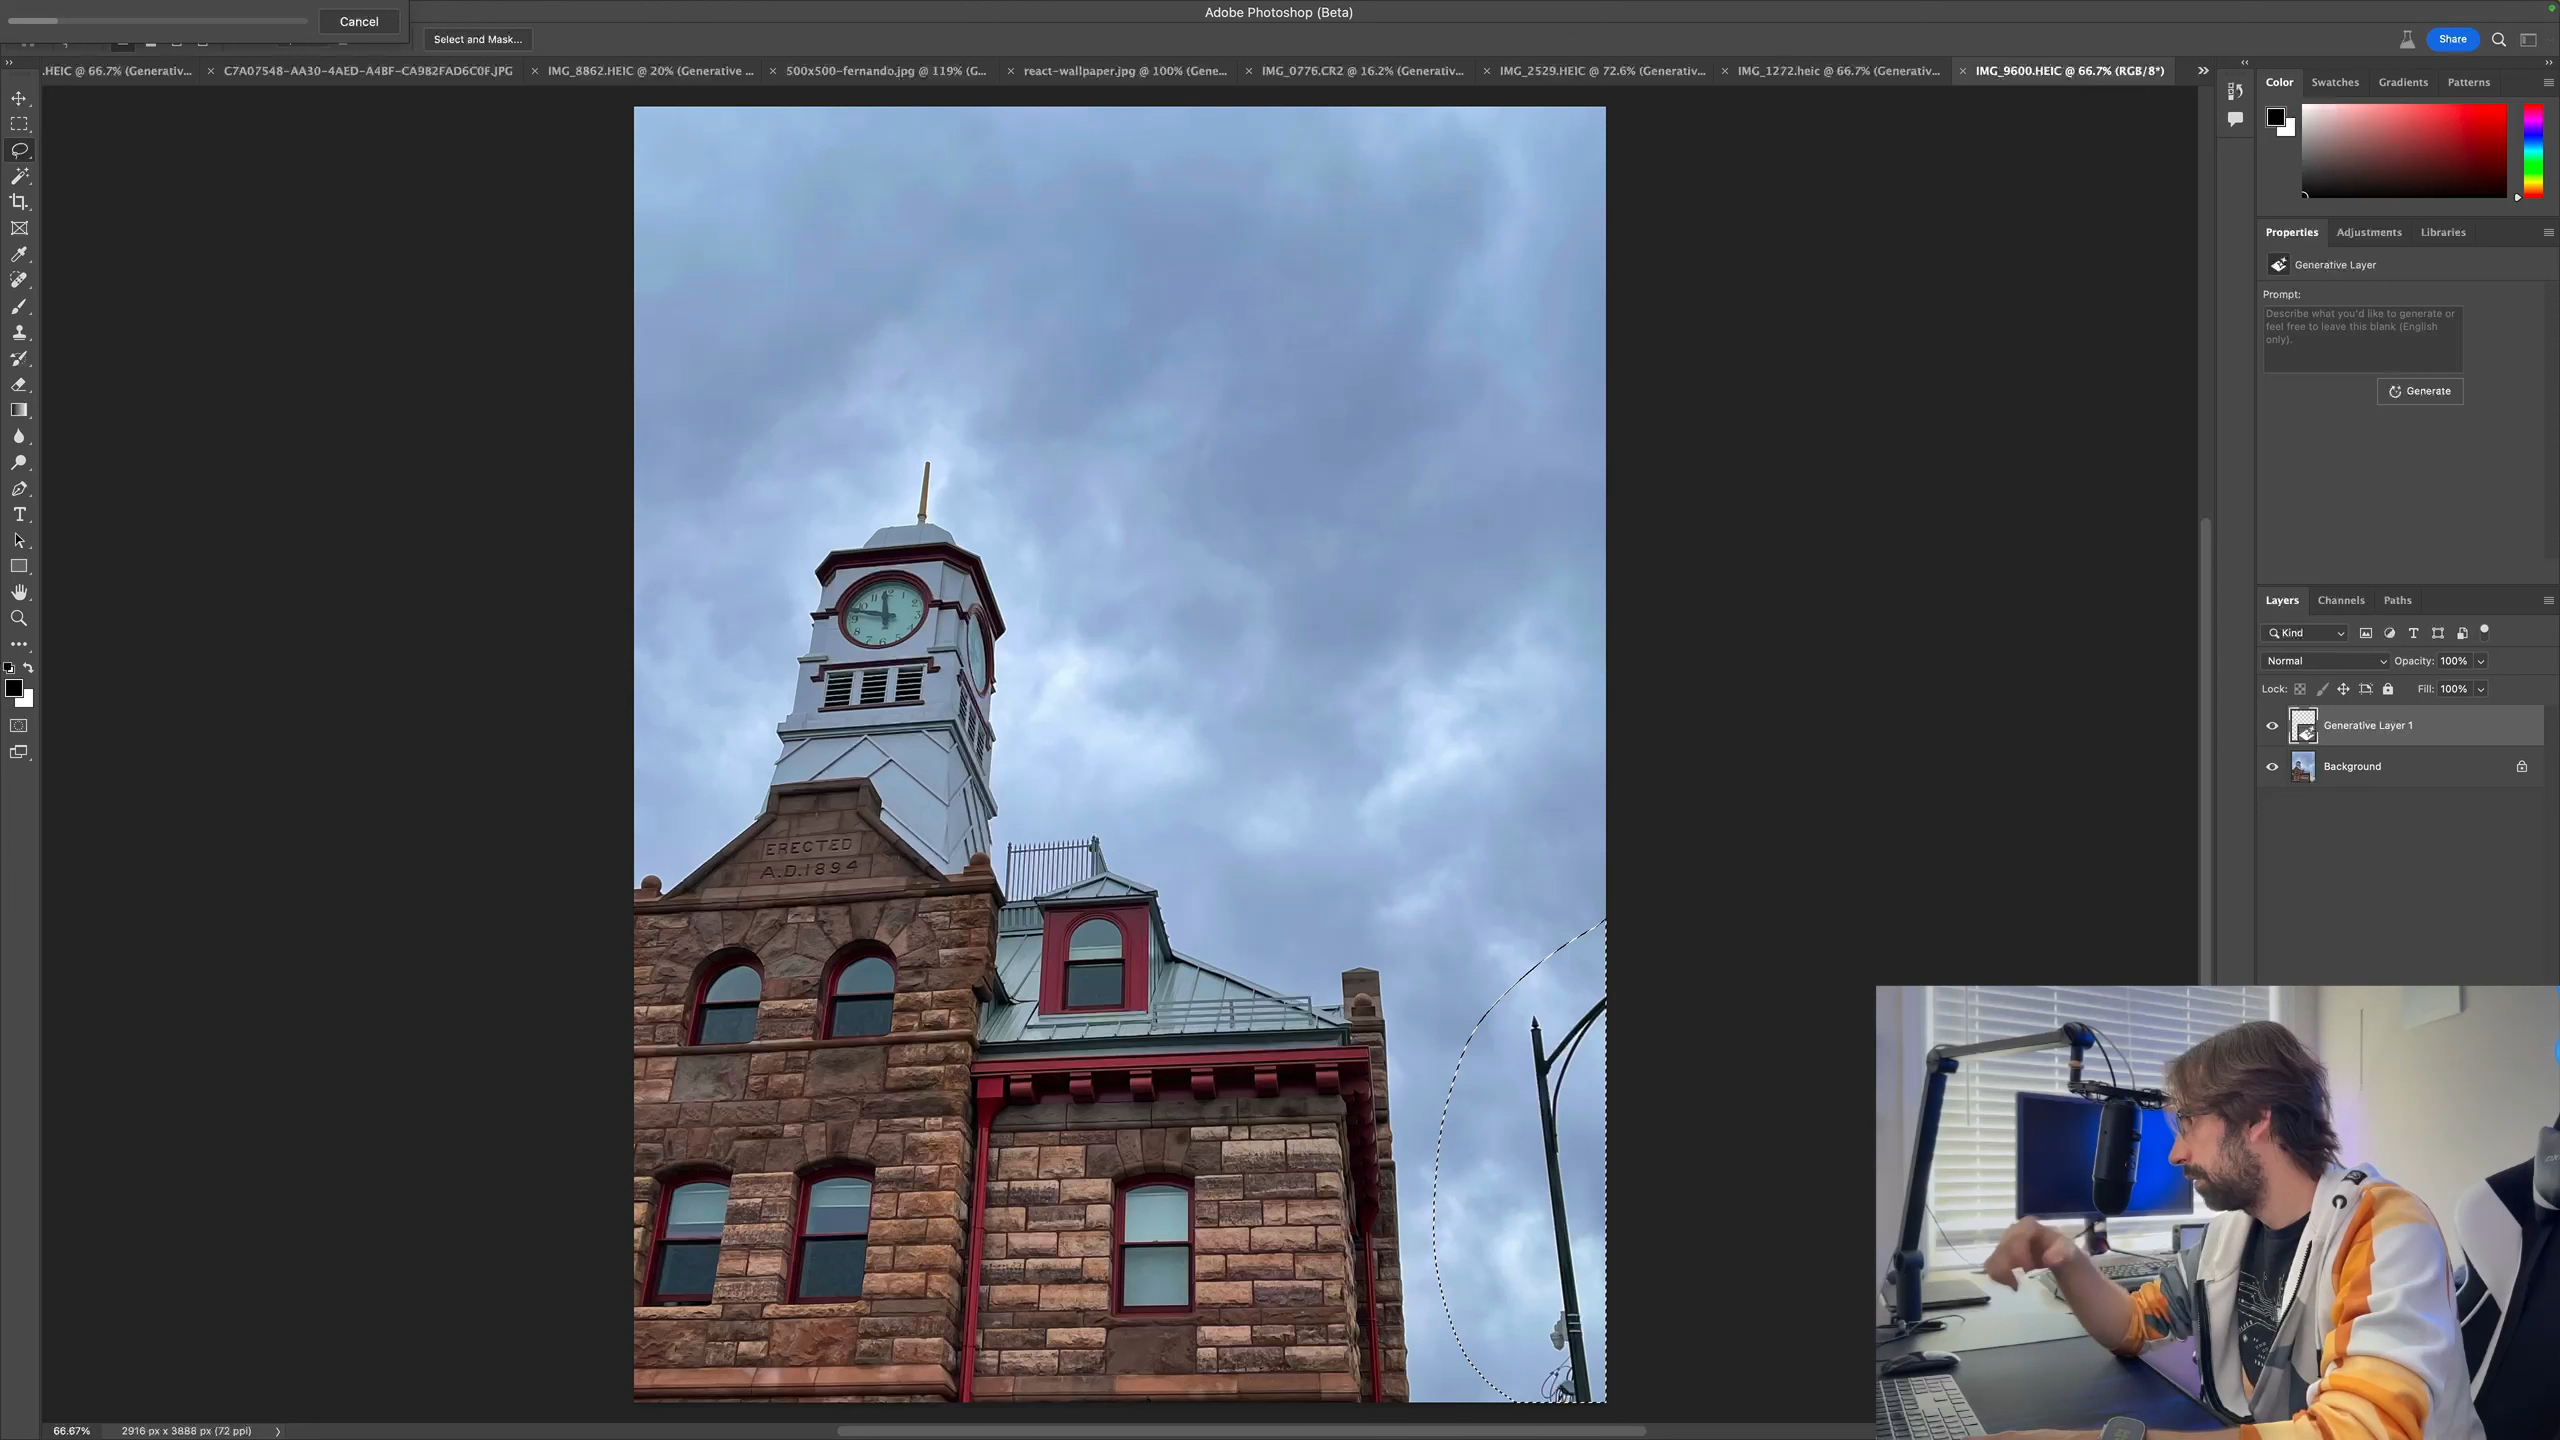 Cancel
Adobe Photoshop (Beta)
Select and Mask...
Share
.HEIC @ 66.7% (Generativ...
C7A07548-AA30-4AED-A4BF-CA982FAD6C0F.JPG
IMG_8862.HEIC @ 20% (Generative ...
500x500-fernando.jpg @ 119% (G...
react-wallpaper.jpg @ 100% (Gene...
IMG_0776.CR2 @ 16.2% (Generativ...
IMG_2529.HEIC @ 72.6% (Generativ...
IMG_1272.heic @ 66.7% (Generativ...
IMG_9600.HEIC @ 66.7% (RGB/8*)
Color
Swatches
Gradients
Patterns
Properties
Adjustments
Libraries
Generative Layer
Prompt:
Describe what you'd like to generate or
feel free to leave this blank (English
only).
Generate
ERECTED
A.D.1894
Layers
Channels
Paths
Kind
Normal
Opacity: 100%
Lock:
Fill: 100%
Generative Layer 1
Background
66.67%
2916 px x 3888 px (72 ppi)